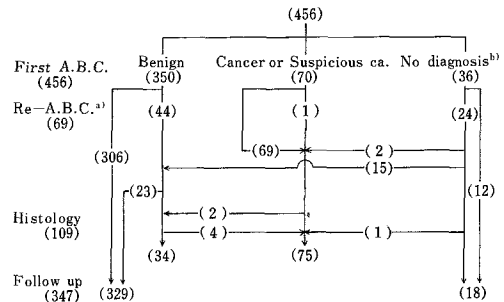 (456)
First A.B.C. Benign Cancer or Suspicious ca. No diagnosis b)
(456) (350) (70) (36)
Re-A.B.C. a) (44) (1) (24)
(69)
(306) (69) (2)
(15)
(23) (12)
Histology (2)
(109) (4) (1)
(34) (75)
Follow up
(347) (329) (18)